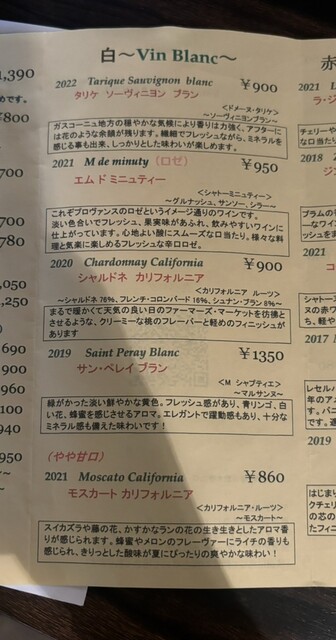 白～Vin Blanc～
2022 Tarique Sauvignon blanc ￥900
タリケ ソーヴィニヨン ブラン
<ドメーヌ・タリケ>
～ソーヴィニヨンブラン～
ガスコーニュ地方の穏やかな気候により香りは力強く、アフターに
は花のような余韻が残ります。繊細でフレッシュながら、ミネラルを
感じる事も出来、しっかりとした味わいが楽しめます。
2021 M de minuty (ロゼ) ￥950
エム ド ミニュティー
<シャトーミニュティー>
～グルナッシュ、サンソー、シラー～
これぞプロヴァンスのロゼというイメージ通りのワインです。
淡い色合いでフレッシュ、果実味があふれ、飲みやすいワインに
仕上がっています。心地よい酸にスムーズな口当たり。様々な料
理と気楽に楽しめるフレッシュな辛口ロゼ。
2020 Chardonnay California ￥900
シャルドネ カリフォルニア
<カリフォルニア ルーツ>
～シャルドネ 76%, フレンチ・コロンバード 16%, シュナン・ブラン 8%～
まるで暖かくて天気の良い日のファーマーズ・マーケットを彷彿と
させるような、クリーミーな桃のフレーバーと軽めのフィニッシュが
あります
2019 Saint Peray Blanc ￥1350
サン・ペレイ ブラン
<M シャプティエ>
～マルサンヌ～
緑がかった淡い鮮やかな黄色。フレッシュ感があり、青リンゴ、白
い花、蜂蜜を感じさせるアロマ。エレガントで躍動感もあり、十分な
ミネラル感も備えた味わいです！
(やや甘口)
2021 Moscato California ￥860
モスカート カリフォルニア
<カリフォルニア・ルーツ>
～モスカート～
スイカズラや藤の花、かすかなランの花の生き生きとしたアロマ香
りが感じられます。蜂蜜やメロンのフレーヴァーにライチの香りも
感じられ、きりっとした酸味が夏にぴったりの爽やかな味わい！
1,390
￥800
700
700
780
,050
,250
690
900
960
100
940
950
赤
2021
2018
2021
2017
2019